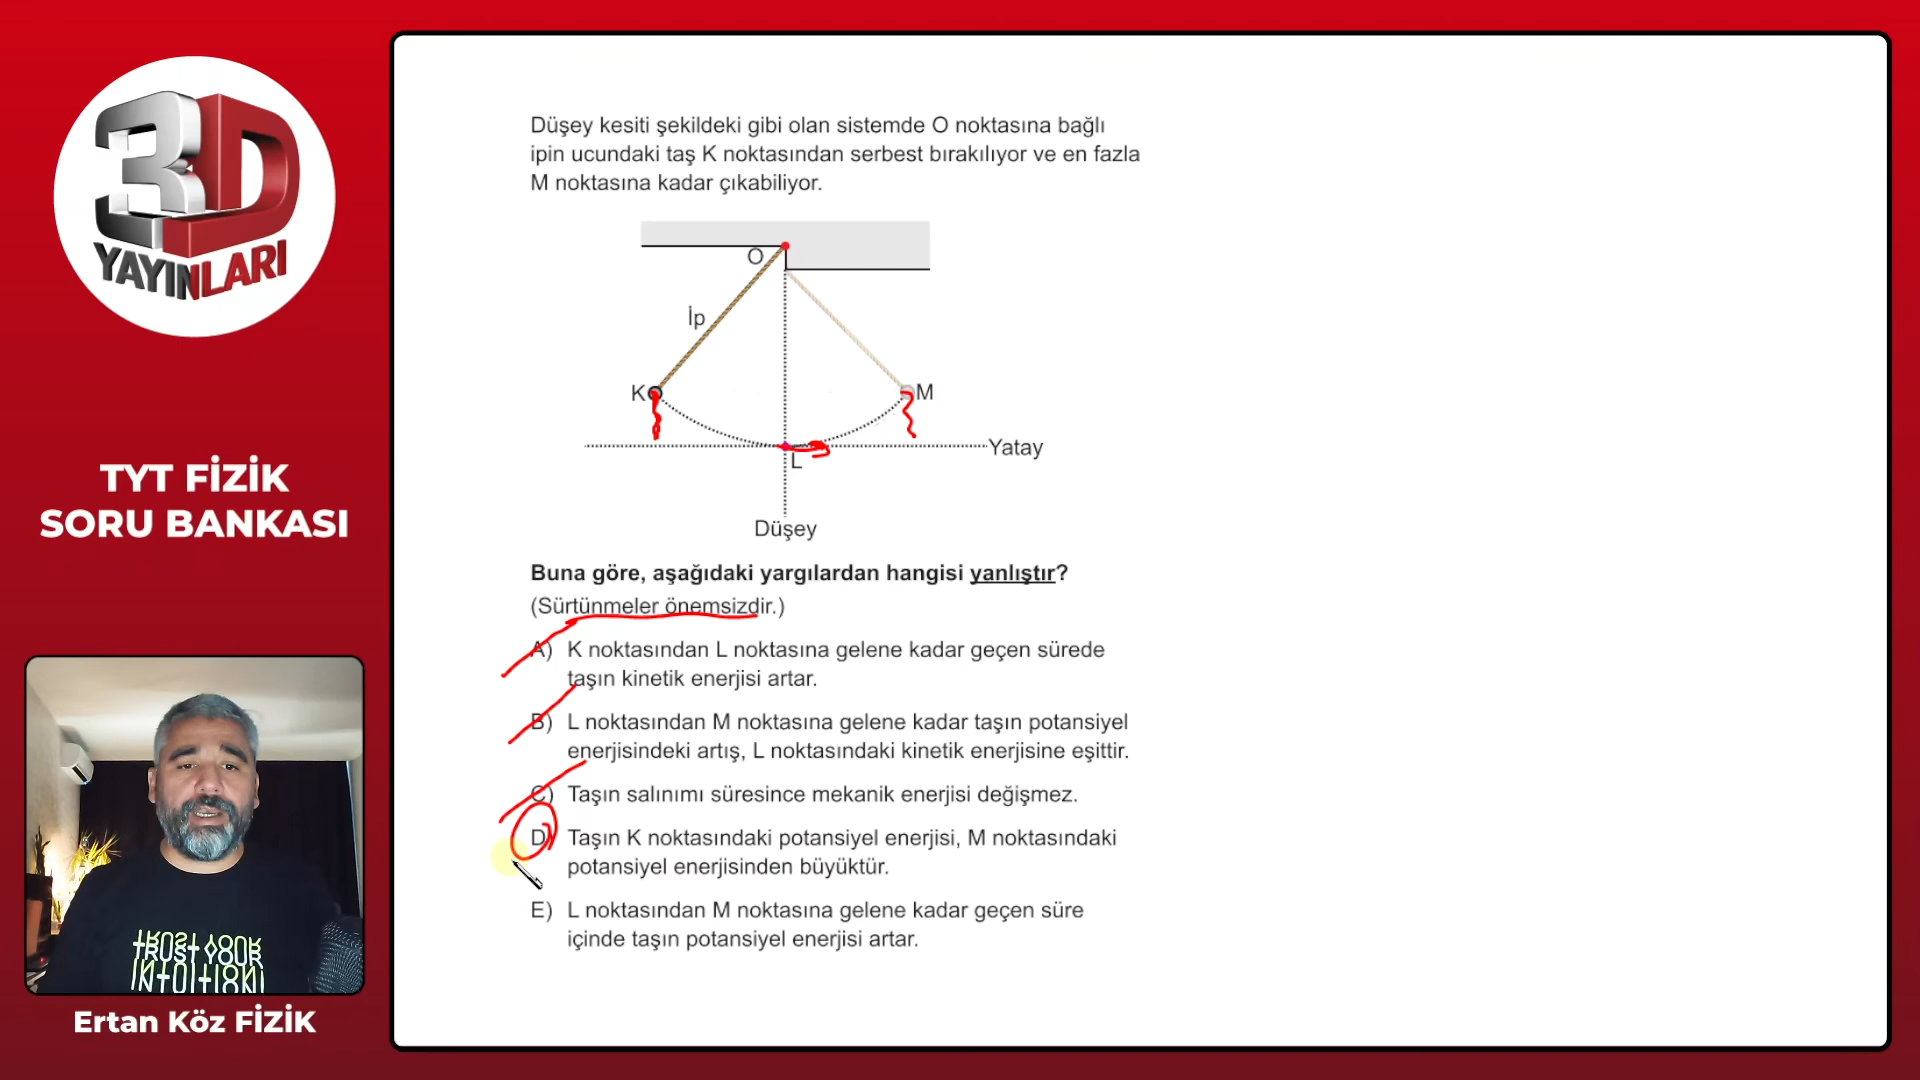 3D
YAYINLARI
TYT FİZİK
SORU BANKASI
TRUST YOUR
Ertan Köz FİZİK
Düşey kesiti şekildeki gibi olan sistemde O noktasına bağlı
ipin ucundaki taş K noktasından serbest bırakılıyor ve en fazla
M noktasına kadar çıkabiliyor.
O
İp
K
M
Yatay
L
Düşey
Buna göre, aşağıdaki yargılardan hangisi yanlıştır?
(Sürtünmeler önemsizdir.)
A) K noktasından L noktasına gelene kadar geçen sürede
taşın kinetik enerjisi artar.
B) L noktasından M noktasına gelene kadar taşın potansiyel
enerjisindeki artış, L noktasındaki kinetik enerjisine eşittir.
C) Taşın salınımı süresince mekanik enerjisi değişmez.
D) Taşın K noktasındaki potansiyel enerjisi, M noktasındaki
potansiyel enerjisinden büyüktür.
E) L noktasından M noktasına gelene kadar geçen süre
içinde taşın potansiyel enerjisi artar.